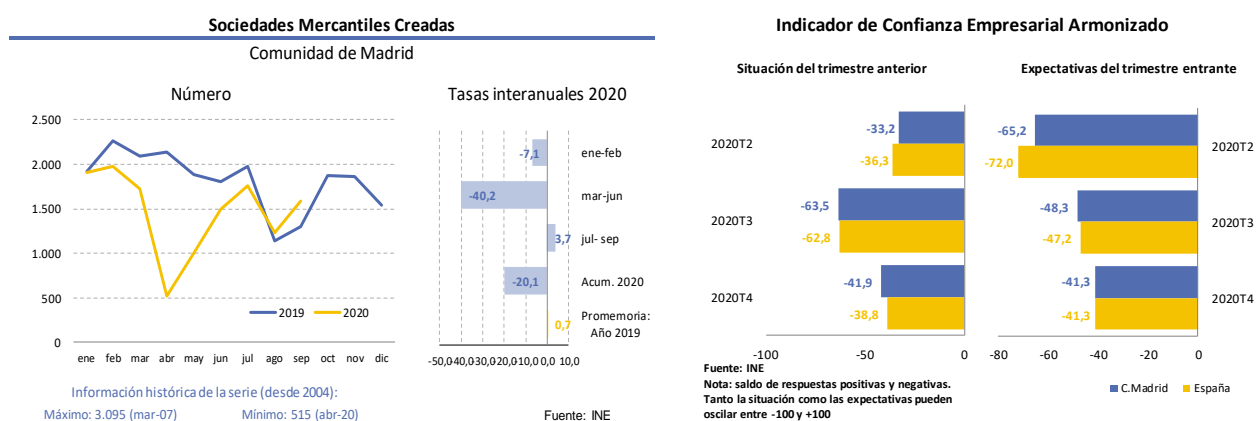 Sociedades Mercantiles Creadas
Comunidad de Madrid
Número
2.500
2.000
1.500
1.000
500
0
2019
2020
ene feb mar abr may jun jul ago sep oct nov dic
Información histórica de la serie (desde 2004):
Máximo: 3.095 (mar-07) Mínimo: 515 (abr-20)
Tasas interanuales 2020
-7,1 ene-feb
-40,2 mar-jun
3,7 jul- sep
-20,1 Acum. 2020
0,7 Promemoria:
Año 2019
-50,0 -40,0 -30,0 -20,0 -10,0 0,0 10,0
Fuente: INE
Indicador de Confianza Empresarial Armonizado
Situación del trimestre anterior
2020T2 -33,2
-36,3
2020T3 -63,5
-62,8
2020T4 -41,9
-38,8
-100 -50 0
Expectativas del trimestre entrante
-65,2 2020T2
-72,0
-48,3 2020T3
-47,2
-41,3 2020T4
-41,3
-80 -60 -40 -20 0
C.Madrid España
Fuente: INE
Nota: saldo de respuestas positivas y negativas.
Tanto la situación como las expectativas pueden
oscilar entre -100 y +100